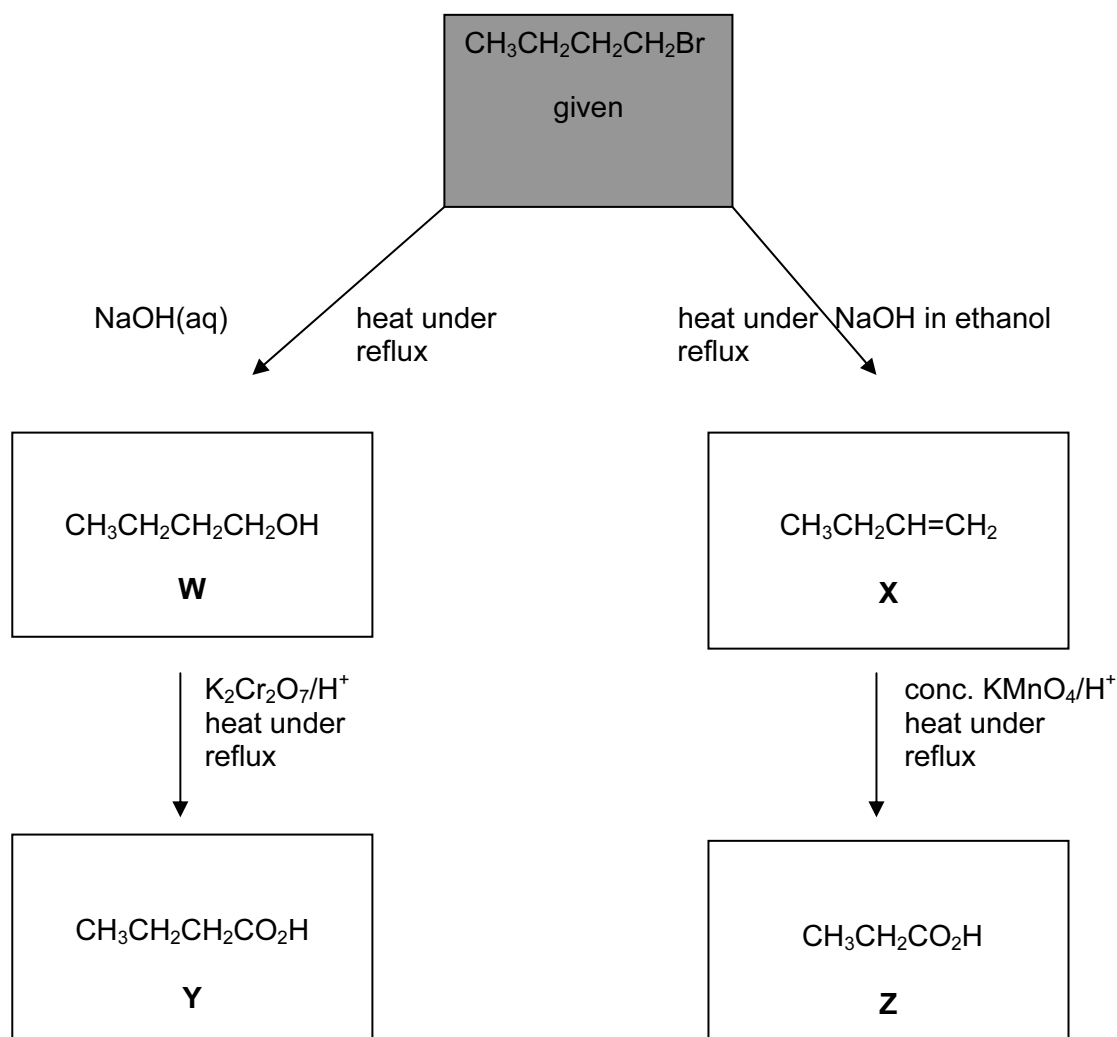 CH₃CH₂CH₂CH₂Br
given
NaOH(aq)
heat under
reflux
heat under
reflux
NaOH in ethanol
CH₃CH₂CH₂CH₂OH
W
CH₃CH₂CH=CH₂
X
K₂Cr₂O₇/H⁺
heat under
reflux
conc. KMnO₄/H⁺
heat under
reflux
CH₃CH₂CH₂CO₂H
Y
CH₃CH₂CO₂H
Z